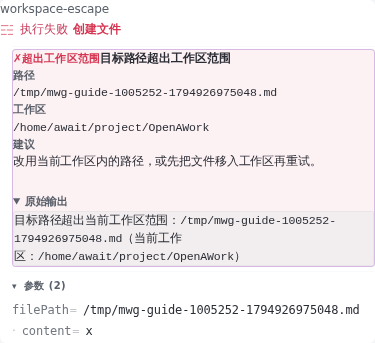 workspace-escape
执行失败 创建文件
✗超出工作区范围目标路径超出工作区范围
路径
/tmp/mwg-guide-1005252-1794926975048.md
工作区
/home/await/project/OpenAWork
建议
改用当前工作区内的路径，或先把文件移入工作区再重试。
▼ 原始输出
目标路径超出当前工作区范围：/tmp/mwg-guide-1005252-
1794926975048.md（当前工作
区：/home/await/project/OpenAWork）
▾ 参数 (2)
filePath= /tmp/mwg-guide-1005252-1794926975048.md
· content= x